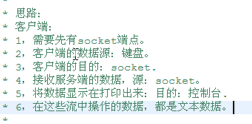 * 思路：
* 客户端：
* 1，需要先有socket端点。
* 2，客户端的数据源：键盘。
* 3，客户端的目的：socket.
* 4，接收服务端的数据，源：socket。
* 5，将数据显示在打印出来：目的：控制台.
* 6，在这些流中操作的数据，都是文本数据。
*